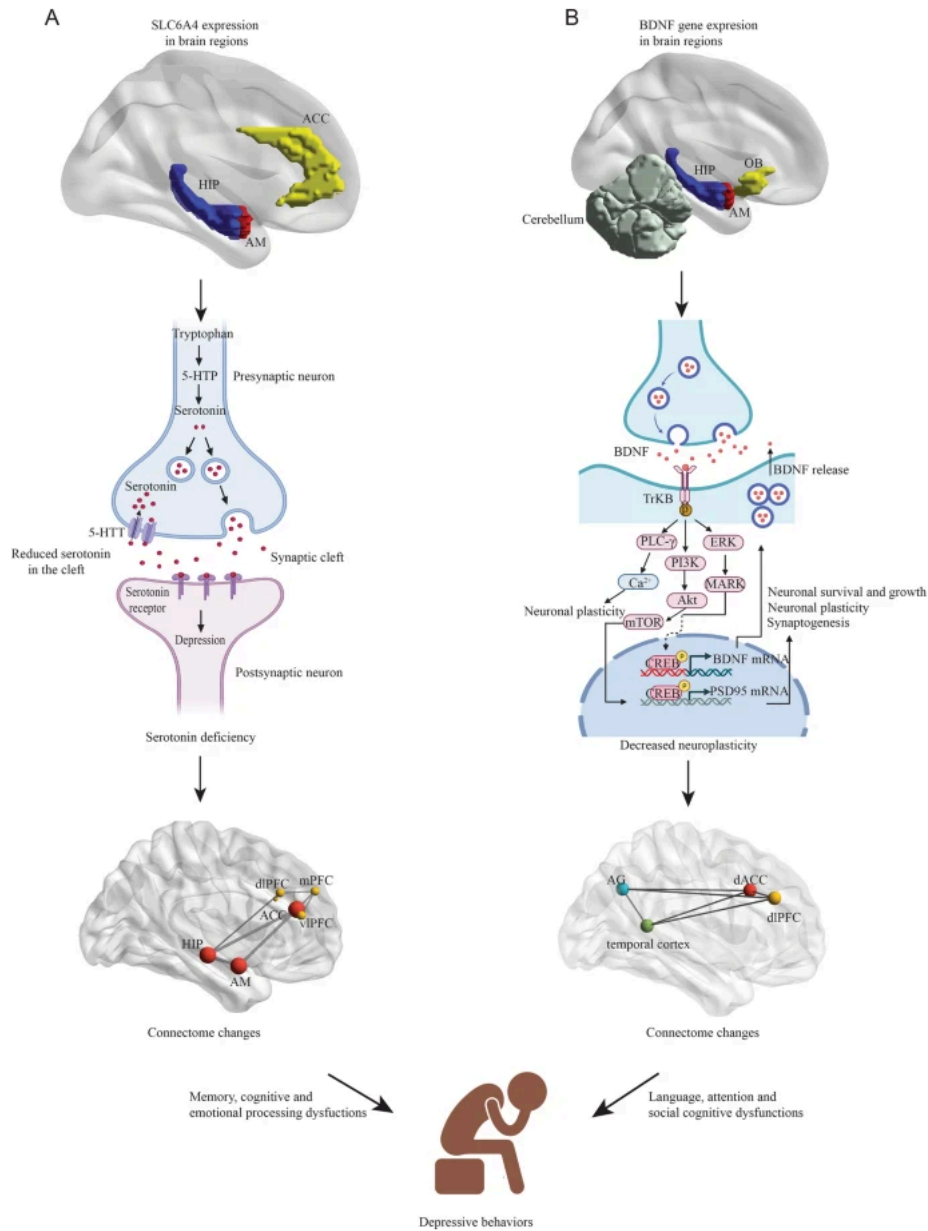 A
SLC6A4 expression
in brain regions
ACC
HIP
AM
Tryptophan
5-HTP
Presynaptic neuron
Serotonin
Serotonin
5-HTT
Reduced serotonin
in the cleft
Synaptic cleft
Serotonin
receptor
Depression
Postsynaptic neuron
Serotonin deficiency
dlPFC
mPFC
ACC
vlPFC
HIP
AM
Connectome changes
Memory, cognitive and
emotional processing dysfuctions
B
BDNF gene expresion
in brain regions
OB
HIP
AM
Cerebellum
BDNF
BDNF release
TrKB
P
PLC-γ
ERK
PI3K
Ca2+
MARK
Akt
Neuronal plasticity
mTOR
Neuronal survival and growth
Neuronal plasticity
Synaptogenesis
CREB
P
BDNF mRNA
CREB
P
PSD95 mRNA
Decreased neuroplasticity
AG
dACC
dlPFC
temporal cortex
Connectome changes
Language, attention and
social cognitive dysfunctions
Depressive behaviors